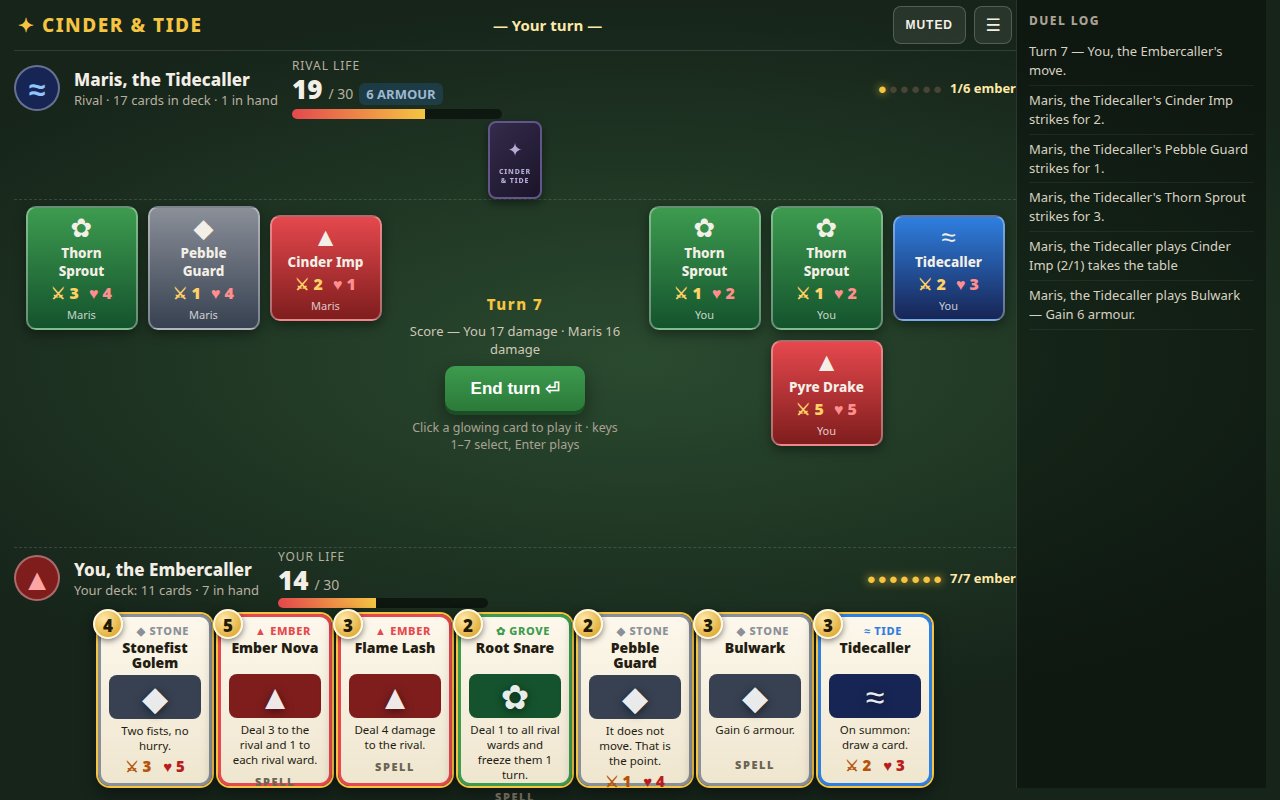 ✦ CINDER & TIDE
— Your turn —
MUTED
☰
Maris, the Tidecaller
Rival · 17 cards in deck · 1 in hand
RIVAL LIFE
19 / 30 6 ARMOUR
1/6 ember
CINDER
& TIDE
Thorn
Sprout
⚔ 3 ♥ 4
Maris
Pebble
Guard
⚔ 1 ♥ 4
Maris
Cinder Imp
⚔ 2 ♥ 1
Maris
Turn 7
Score — You 17 damage · Maris 16
damage
End turn ⏎
Click a glowing card to play it · keys
1–7 select, Enter plays
Thorn
Sprout
⚔ 1 ♥ 2
You
Thorn
Sprout
⚔ 1 ♥ 2
You
Tidecaller
⚔ 2 ♥ 3
You
Pyre Drake
⚔ 5 ♥ 5
You
You, the Embercaller
Your deck: 11 cards · 7 in hand
YOUR LIFE
14 / 30
7/7 ember
4
◆ STONE
Stonefist
Golem
Two fists, no
hurry.
⚔ 3 ♥ 5
5
▲ EMBER
Ember Nova
Deal 3 to the
rival and 1 to
each rival ward.
SPELL
3
▲ EMBER
Flame Lash
Deal 4 damage
to the rival.
SPELL
2
✿ GROVE
Root Snare
Deal 1 to all rival
wards and
freeze them 1
turn.
SPELL
2
◆ STONE
Pebble
Guard
It does not
move. That is
the point.
⚔ 1 ♥ 4
3
◆ STONE
Bulwark
Gain 6 armour.
SPELL
3
≈ TIDE
Tidecaller
On summon:
draw a card.
⚔ 2 ♥ 3
DUEL LOG
Turn 7 — You, the Embercaller's
move.
Maris, the Tidecaller's Cinder Imp
strikes for 2.
Maris, the Tidecaller's Pebble Guard
strikes for 1.
Maris, the Tidecaller's Thorn Sprout
strikes for 3.
Maris, the Tidecaller plays Cinder
Imp (2/1) takes the table
Maris, the Tidecaller plays Bulwark
— Gain 6 armour.